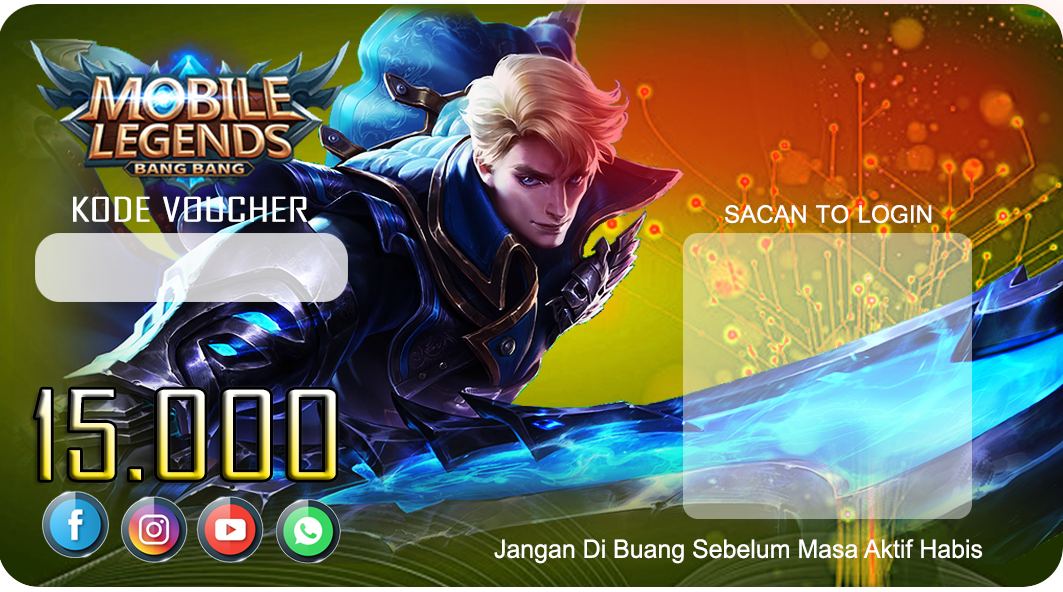 MOBILE
LEGENDS
BANG BANG
KODE VOUCHER
SACAN TO LOGIN
15.000
Jangan Di Buang Sebelum Masa Aktif Habis